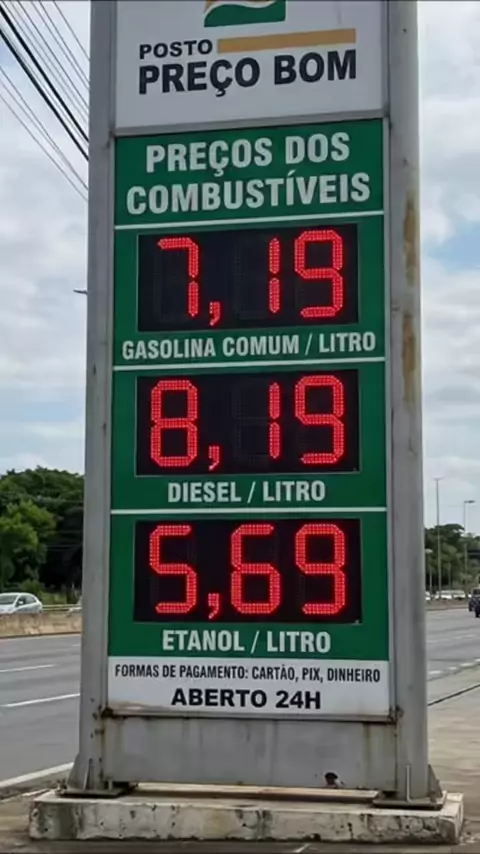 POSTO
PREÇO BOM
PREÇOS DOS
COMBUSTÍVEIS
7,19
GASOLINA COMUM / LITRO
8,19
DIESEL / LITRO
5,69
ETANOL / LITRO
FORMAS DE PAGAMENTO: CARTÃO, PIX, DINHEIRO
ABERTO 24H